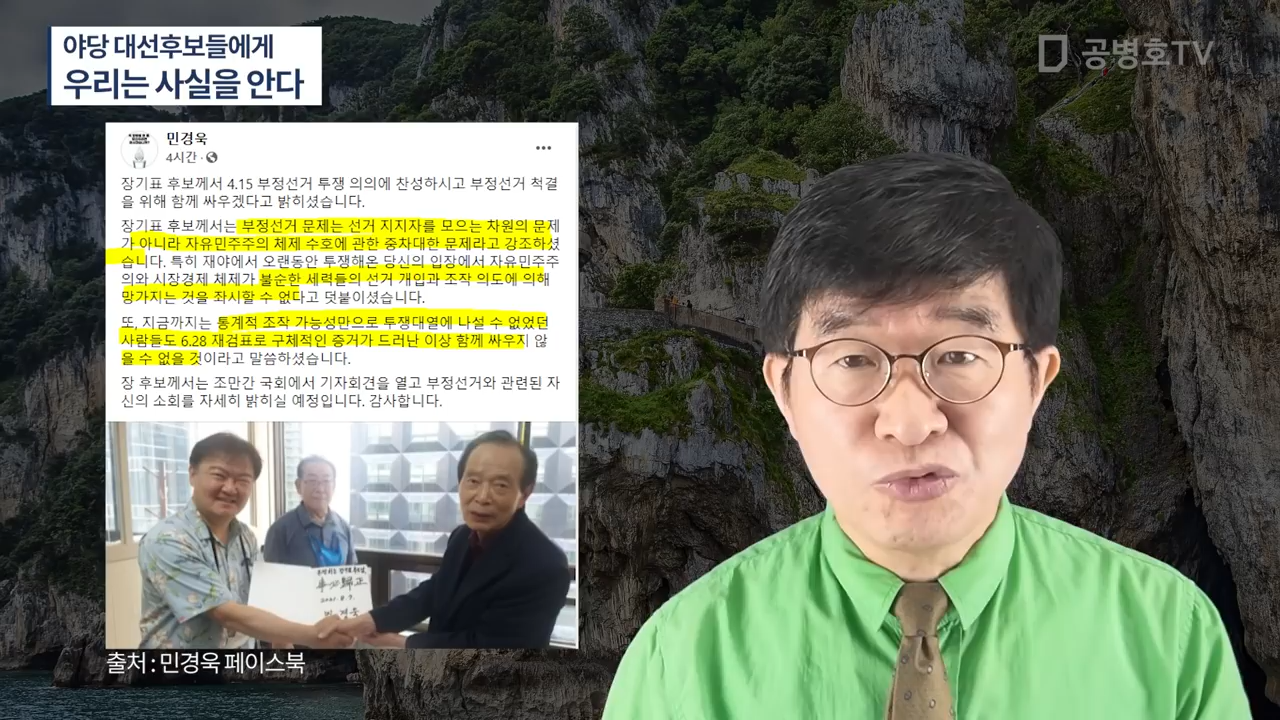 야당 대선후보들에게
우리는 사실을 안다
공병호TV
민경욱
4시간 ·
장기표 후보께서 4.15 부정선거 투쟁 의의에 찬성하시고 부정선거 척결
을 위해 함께 싸우겠다고 밝히셨습니다.
장기표 후보께서는 부정선거 문제는 선거 지지자를 모으는 차원의 문제
가 아니라 자유민주주의 체제 수호에 관한 중차대한 문제라고 강조하셨
습니다. 특히 재야에서 오랜동안 투쟁해온 당신의 입장에서 자유민주주
의와 시장경제 체제가 불순한 세력들의 선거 개입과 조작 의도에 의해
망가지는 것을 좌시할 수 없다고 덧붙이셨습니다.
또, 지금까지는 통계적 조작 가능성만으로 투쟁대열에 나설 수 없었던
사람들도 6.28 재검표로 구체적인 증거가 드러난 이상 함께 싸우지 않
을 수 없을 것이라고 말씀하셨습니다.
장 후보께서는 조만간 국회에서 기자회견을 열고 부정선거와 관련된 자
신의 소회를 자세히 밝히실 예정입니다. 감사합니다.
事必歸正
2021. 8. 9.
민경욱
출처 : 민경욱 페이스북